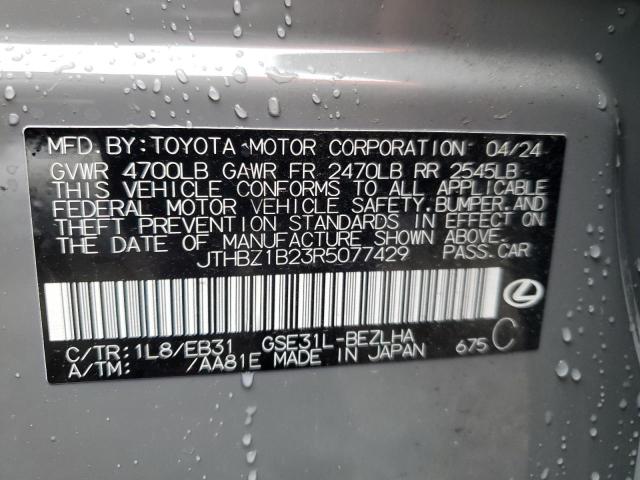 MFD. BY: TOYOTA MOTOR CORPORATION 04/24
GVWR 4700LB GAWR FR 2470LB RR 2545LB
THIS VEHICLE CONFORMS TO ALL APPLICABLE
FEDERAL MOTOR VEHICLE SAFETY, BUMPER, AND
THEFT PREVENTION STANDARDS IN EFFECT ON
THE DATE OF MANUFACTURE SHOWN ABOVE.
JTHBZ1B23R5077429 PASS. CAR
C/TR: 1L8/EB31 GSE31L-BEZLHA
A/TM: /AA81E MADE IN JAPAN 675 C